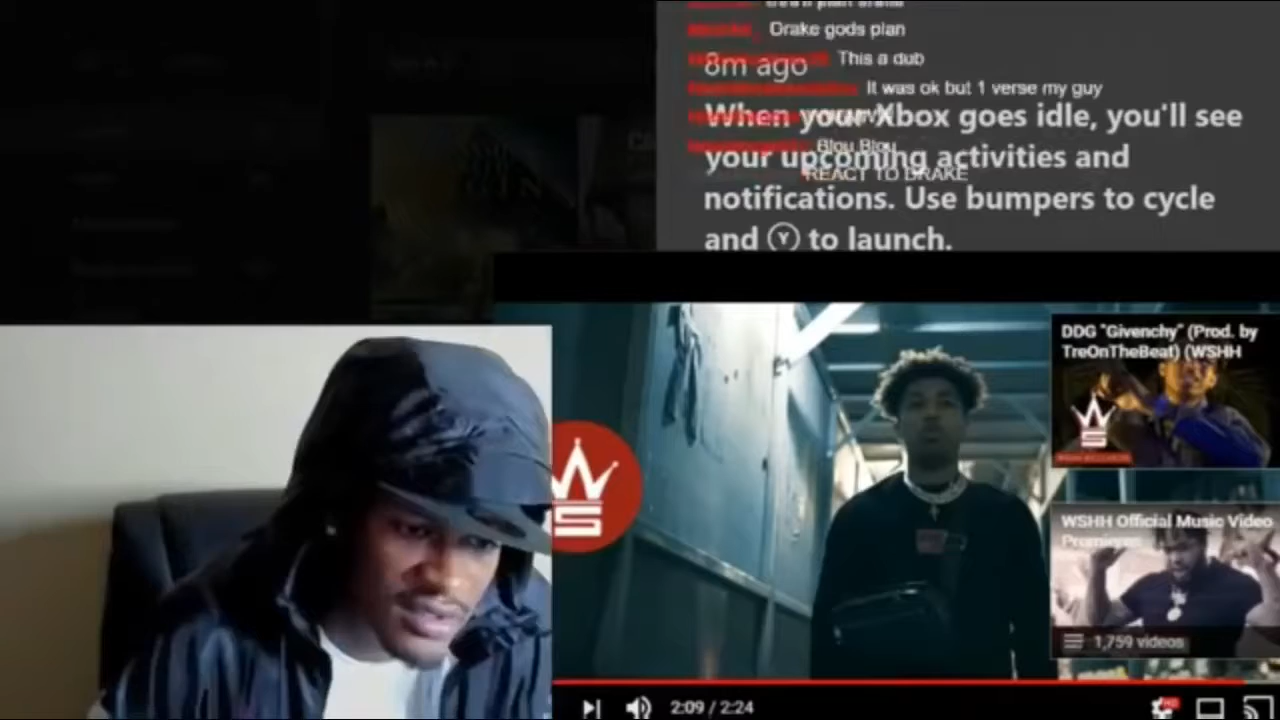 Drake gods plan
This a dub
8m ago
It was ok but 1 verse my guy
When your Xbox goes idle, you'll see
Blou Blou
your upcoming activities and
REACT TO DRAKE
notifications. Use bumpers to cycle
and Ⓨ to launch.
DDG "Givenchy" (Prod. by
TreOnTheBeat) (WSHH
WSHH Official Music Video
Premieres
1,759 videos
2:09 / 2:24